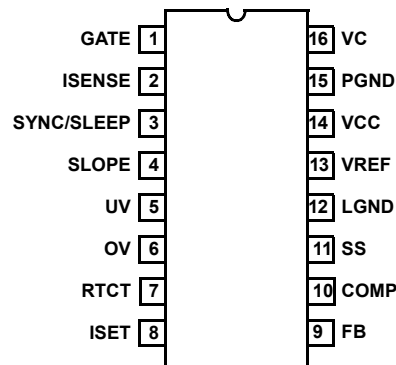 GATE 1 16 VC
ISENSE 2 15 PGND
SYNC/SLEEP 3 14 VCC
SLOPE 4 13 VREF
UV 5 12 LGND
OV 6 11 SS
RTCT 7 10 COMP
ISET 8 9 FB